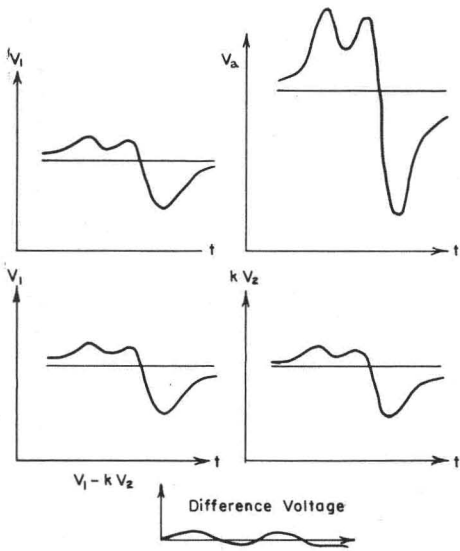 V₁
Vₐ
t
t
V₁
k V₂
t
t
V₁ - k V₂
Difference Voltage